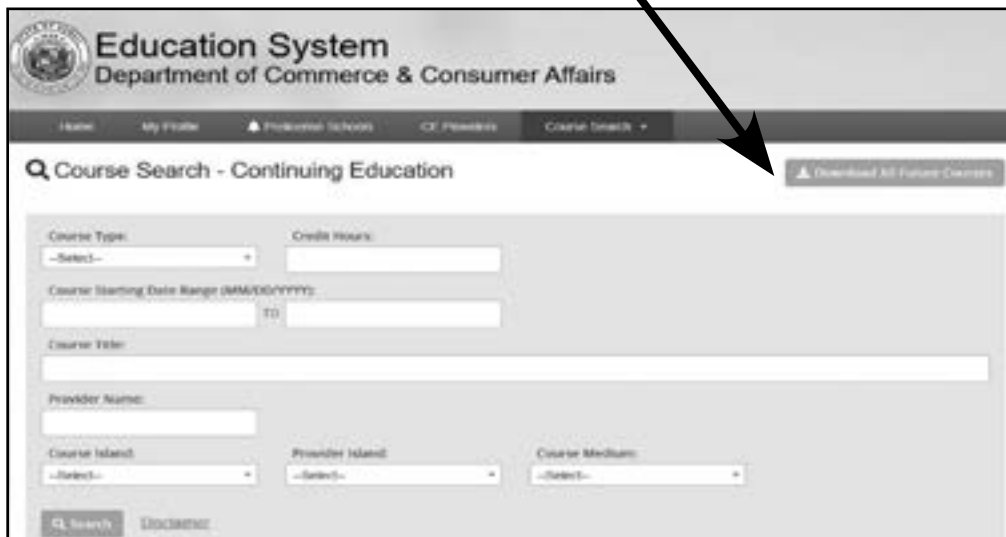 Education System
Department of Commerce & Consumer Affairs
Home My Profile Prelicense Schools CE Providers Course Search
Course Search - Continuing Education Download All Future Courses
Course Type: Credit Hours:
--Select--
Course Starting Date Range (MM/DD/YYYY):
TO
Course Title:
Provider Name:
Course Island: Provider Island: Course Medium:
--Select-- --Select-- --Select--
Search Disclaimer